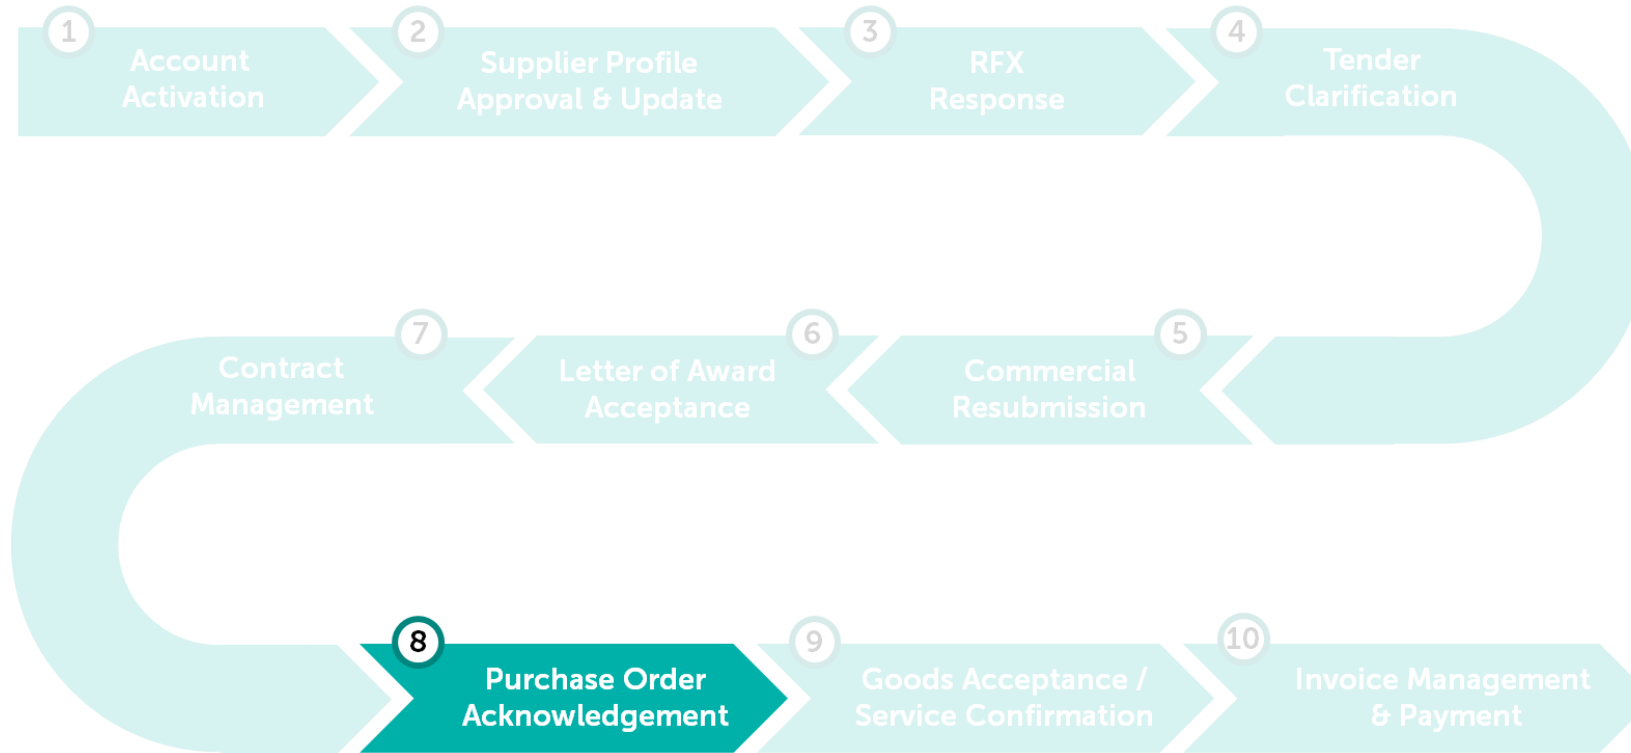 1
Account
Activation
2
Supplier Profile
Approval & Update
3
RFX
Response
4
Tender
Clarification
5
Commercial
Resubmission
6
Letter of Award
Acceptance
7
Contract
Management
8
Purchase Order
Acknowledgement
9
Goods Acceptance /
Service Confirmation
10
Invoice Management
& Payment